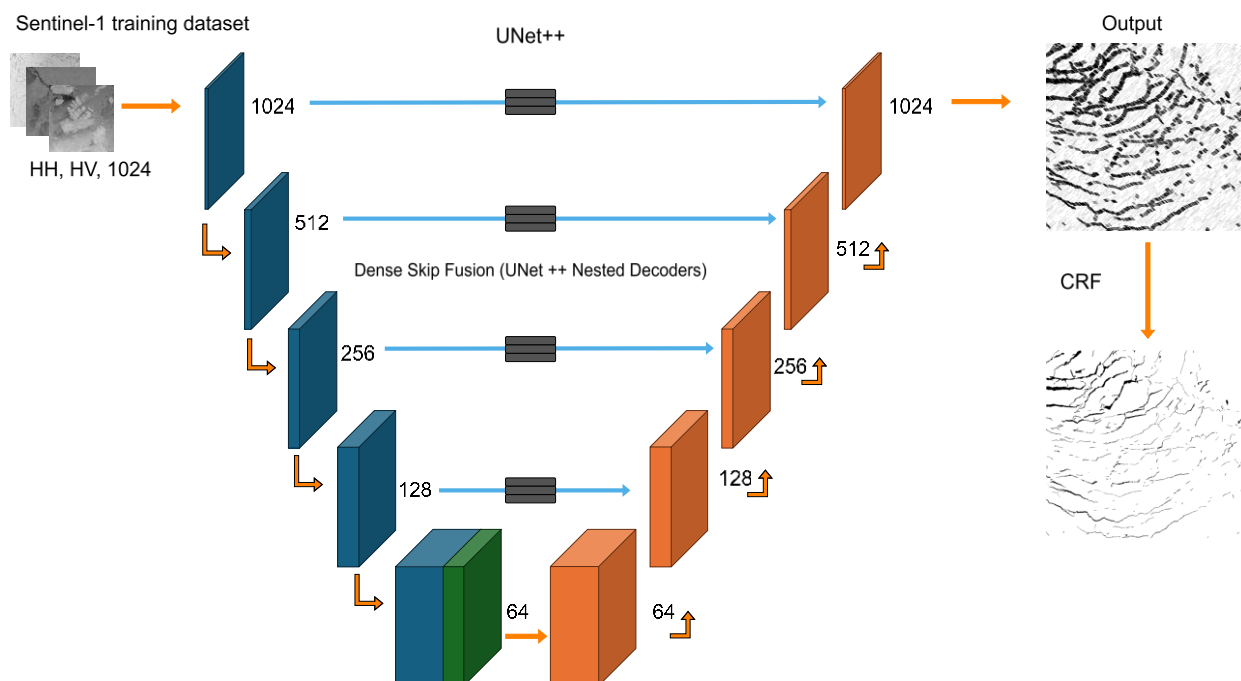 Sentinel-1 training dataset
UNet++
Output
HH, HV, 1024
1024
1024
512
512
Dense Skip Fusion (UNet ++ Nested Decoders)
CRF
256
256
128
128
64
64